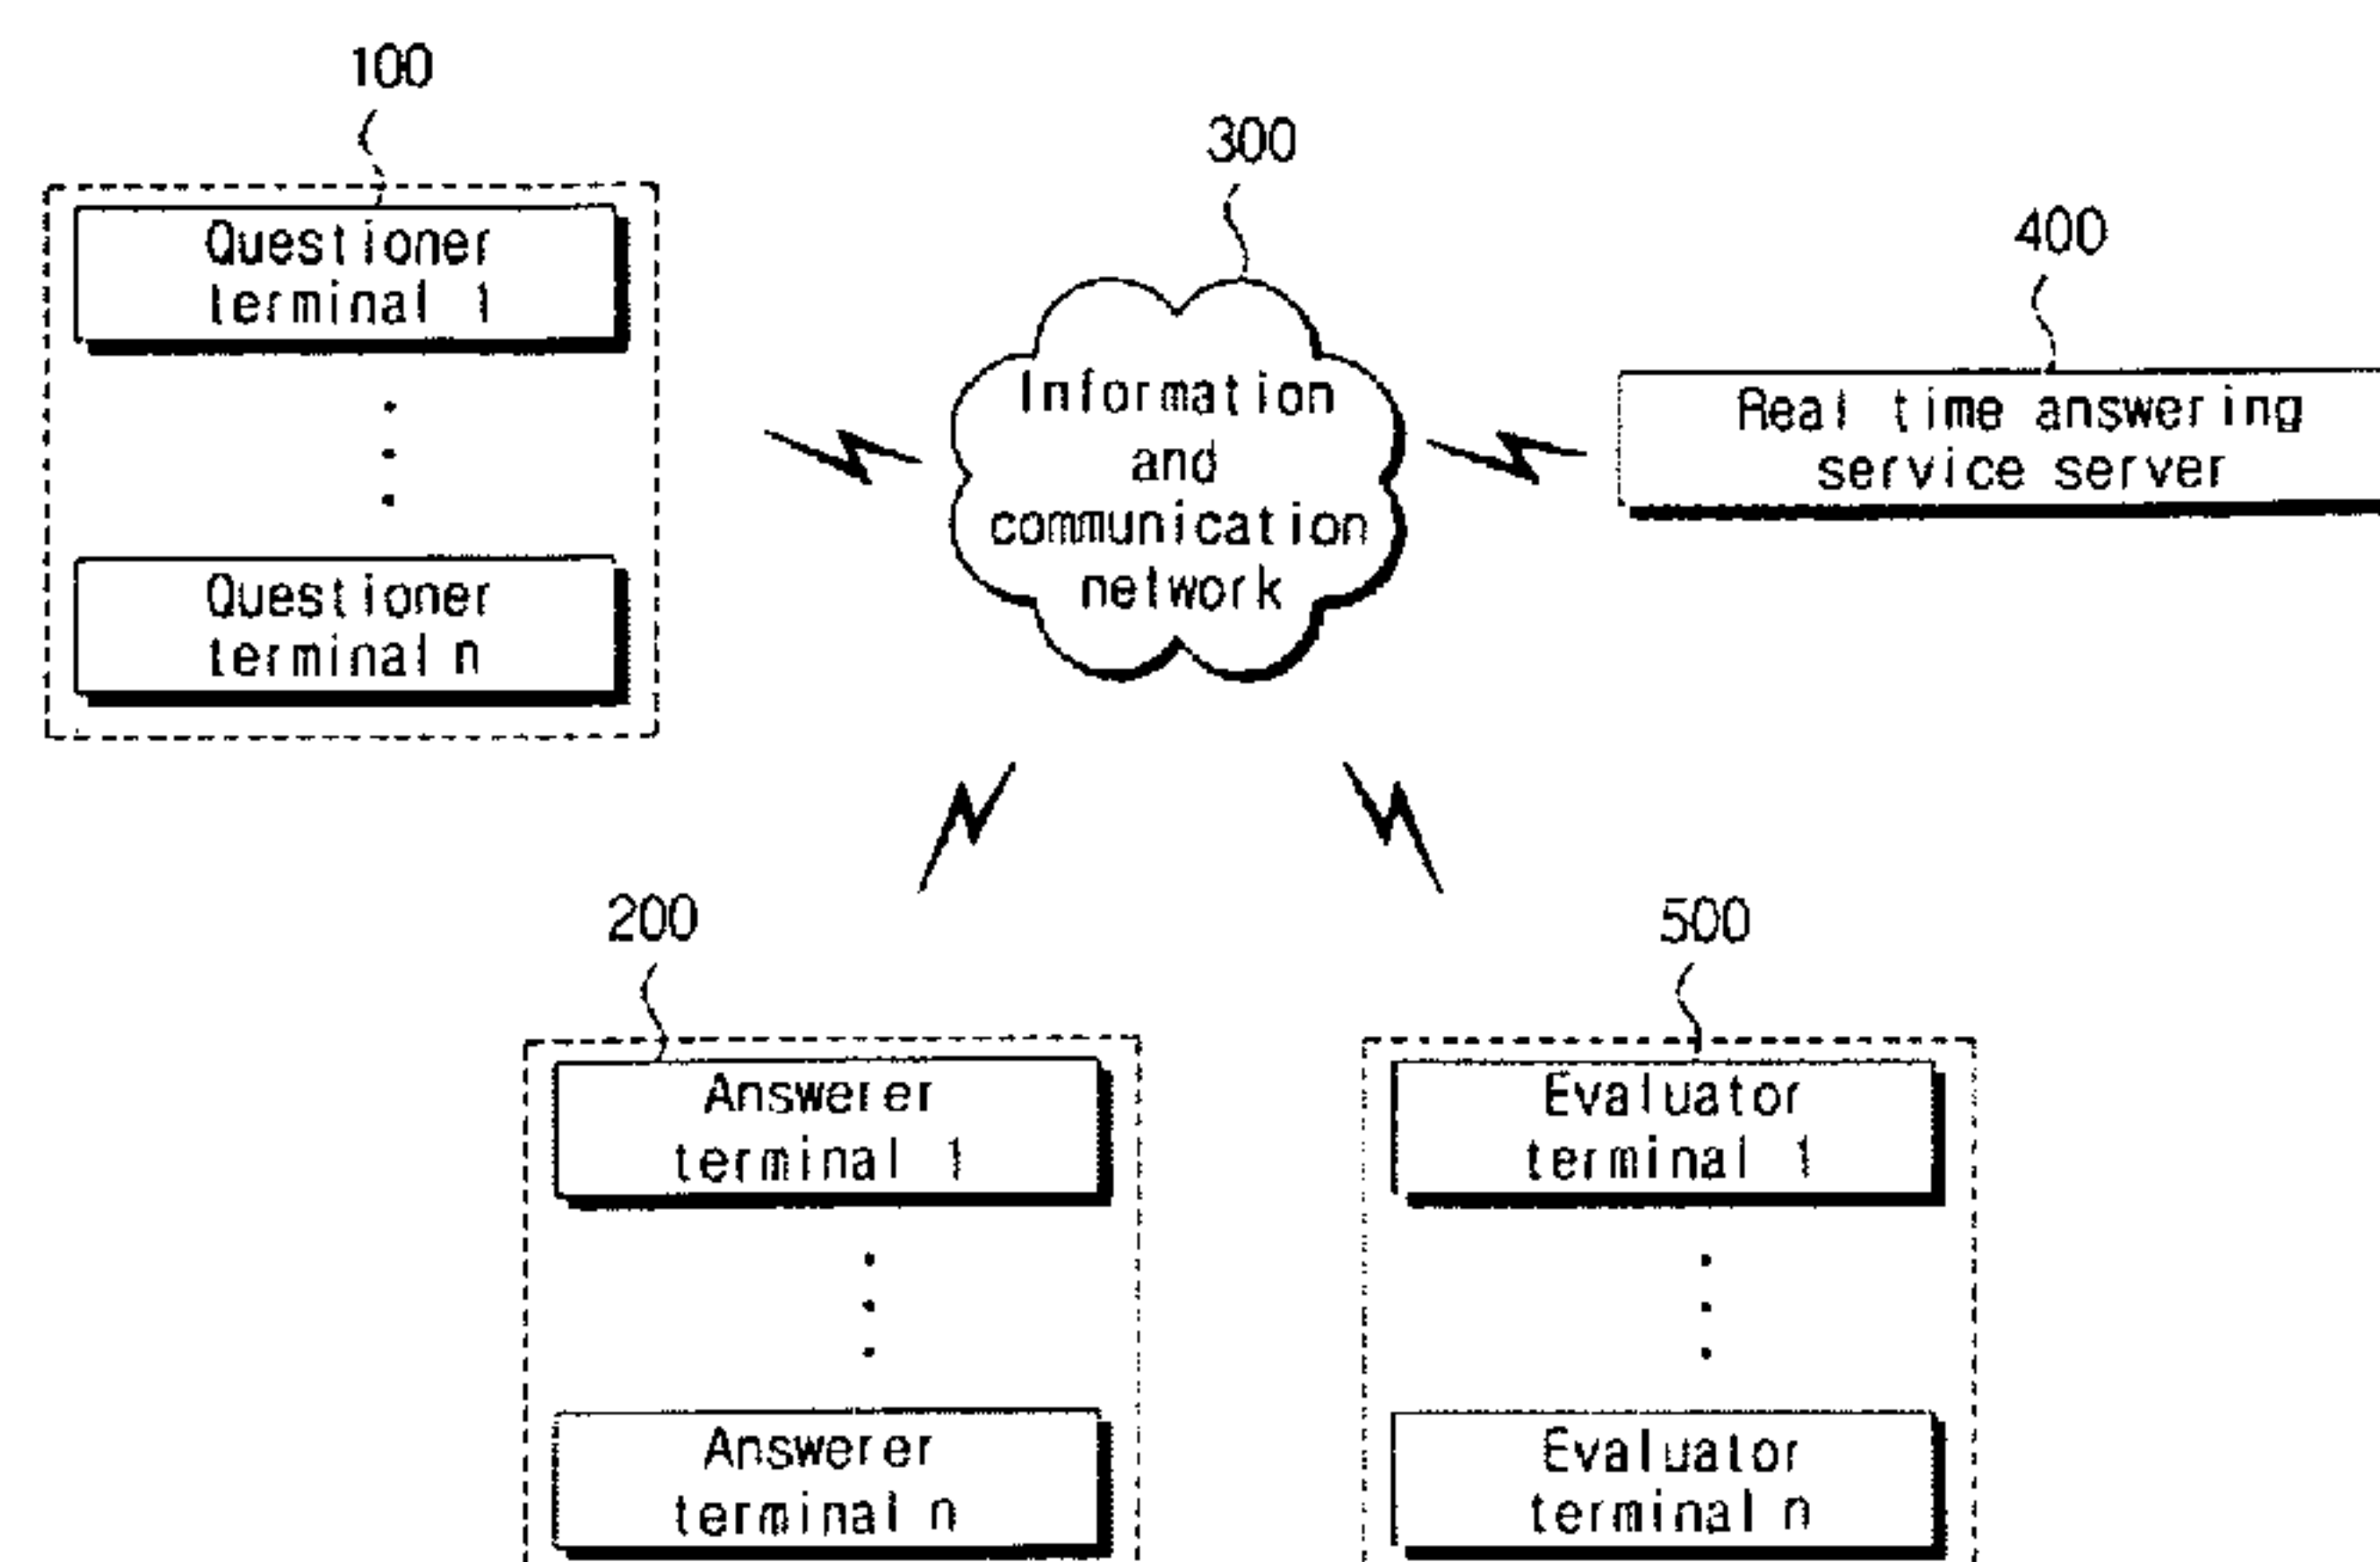 100
300
400
Questioner
terminal 1
Questioner
terminal n
Information
and
communication
network
Real time answering
service server
200
500
Answerer
terminal 1
Answerer
terminal n
Evaluator
terminal 1
Evaluator
terminal n